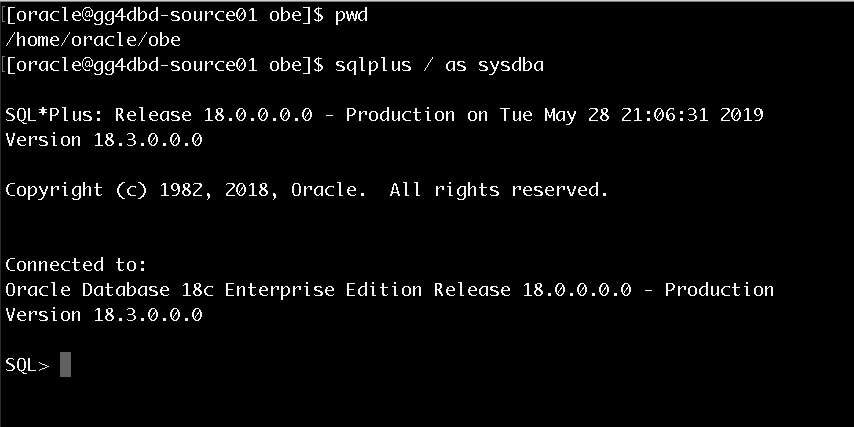 [oracle@gg4dbd-source01 obe]$ pwd
/home/oracle/obe
[oracle@gg4dbd-source01 obe]$ sqlplus / as sysdba
SQL*Plus: Release 18.0.0.0.0 - Production on Tue May 28 21:06:31 2019
Version 18.3.0.0.0
Copyright (c) 1982, 2018, Oracle.  All rights reserved.
Connected to:
Oracle Database 18c Enterprise Edition Release 18.0.0.0.0 - Production
Version 18.3.0.0.0
SQL>